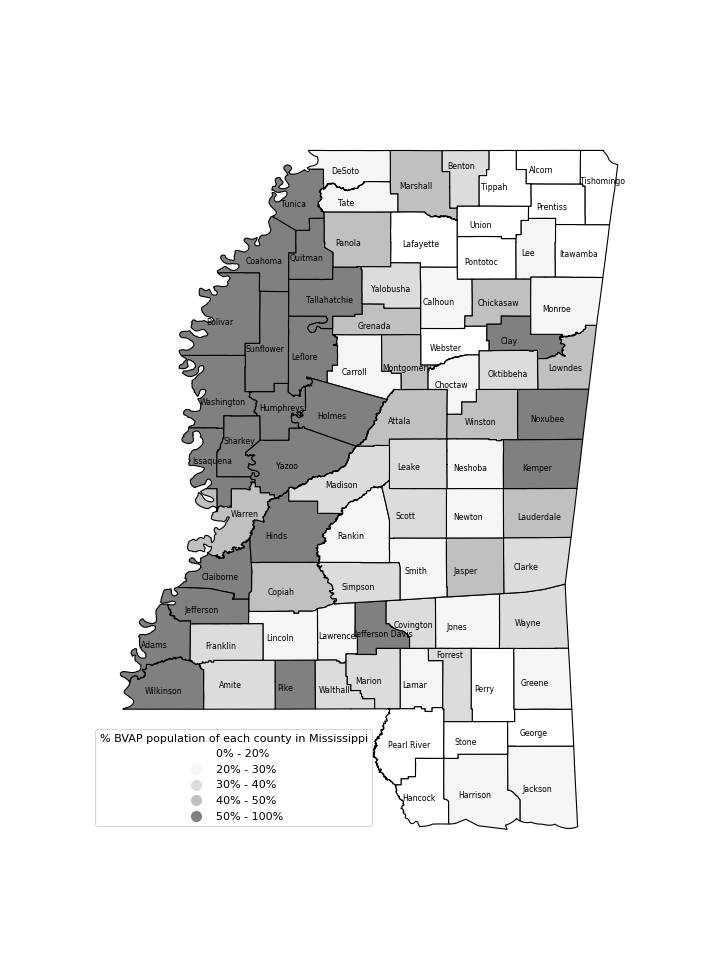 DeSoto
Benton
Alcorn
Tishomingo
Marshall
Tippah
Tunica
Tate
Prentiss
Union
Panola
Lafayette
Lee
Itawamba
Coahoma
Quitman
Pontotoc
Yalobusha
Tallahatchie
Calhoun
Chickasaw
Monroe
Bolivar
Grenada
Clay
Sunflower
Webster
Leflore
Carroll
Montgomery
Oktibbeha
Lowndes
Choctaw
Washington
Humphreys
Holmes
Attala
Winston
Noxubee
Sharkey
Issaquena
Yazoo
Leake
Neshoba
Kemper
Madison
Warren
Scott
Newton
Lauderdale
Hinds
Rankin
Claiborne
Smith
Jasper
Clarke
Copiah
Simpson
Jefferson
Covington
Jones
Wayne
Adams
Franklin
Lincoln
Lawrence
Jefferson Davis
Forrest
Wilkinson
Amite
Pike
Walthall
Marion
Lamar
Perry
Greene
Pearl River
Stone
George
Hancock
Harrison
Jackson
% BVAP population of each county in Mississippi
0% - 20%
20% - 30%
30% - 40%
40% - 50%
50% - 100%